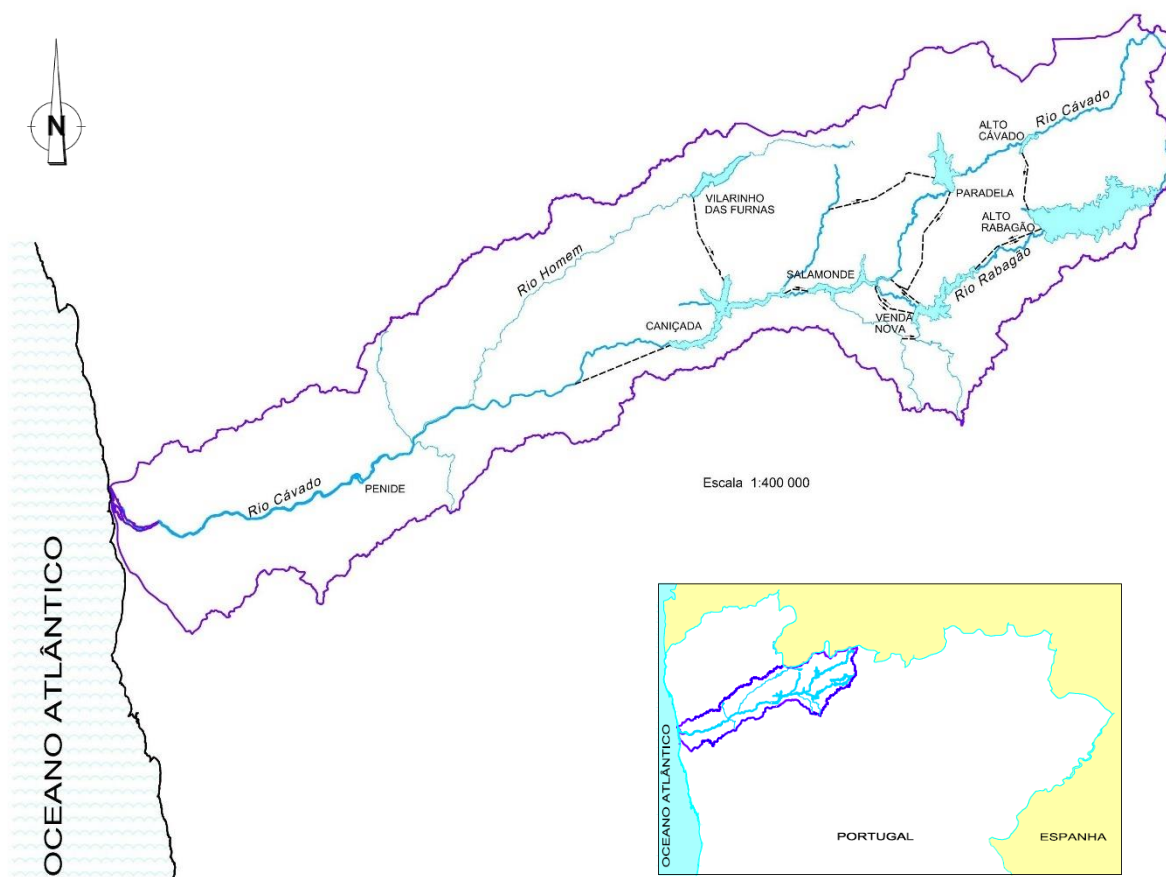 N
Rio Cávado
ALTO
CÁVADO
PARADELA
VILARINHO
DAS FURNAS
ALTO
RABAGÃO
Rio Homem
Rio Rabagão
SALAMONDE
VENDA
NOVA
CANIÇADA
Escala 1:400 000
Rio Cávado
PENIDE
OCEANO ATLÂNTICO
OCEANO ATLÂNTICO
PORTUGAL
ESPANHA